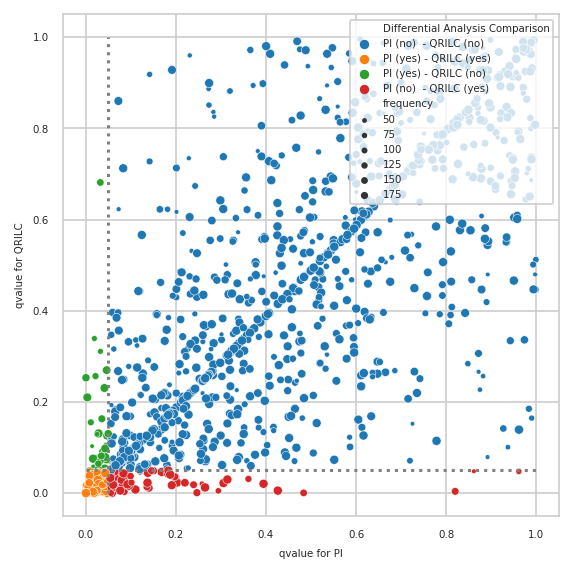 Differential Analysis Comparison
PI (no)  - QRILC (no)
PI (yes) - QRILC (yes)
PI (yes) - QRILC (no)
PI (no)  - QRILC (yes)
frequency
50
75
100
125
150
175
1.0
0.8
0.6
0.4
0.2
0.0
qvalue for QRILC
0.0 0.2 0.4 0.6 0.8 1.0
qvalue for PI